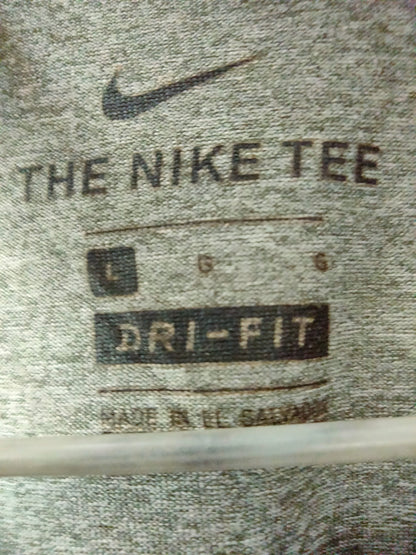 THE NIKE TEE
L G G
DRI-FIT
MADE IN EL SALVADOR